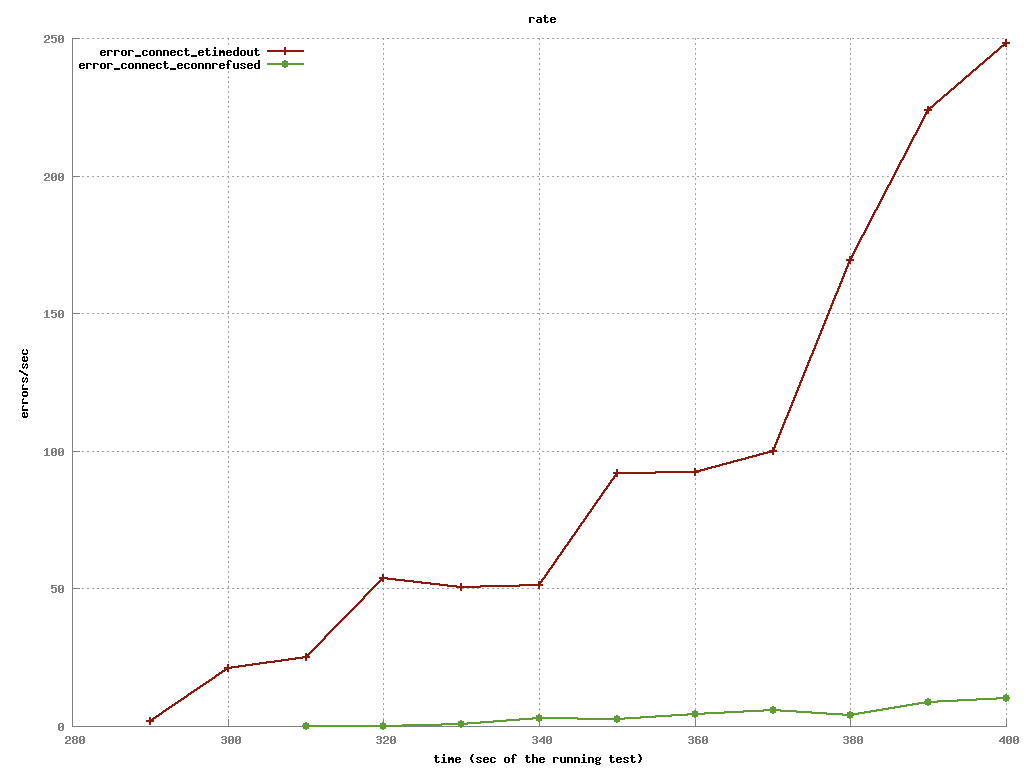 rate
error_connect_etimedout
error_connect_econnrefused
250
200
150
100
50
0
errors/sec
280 300 320 340 360 380 400
time (sec of the running test)